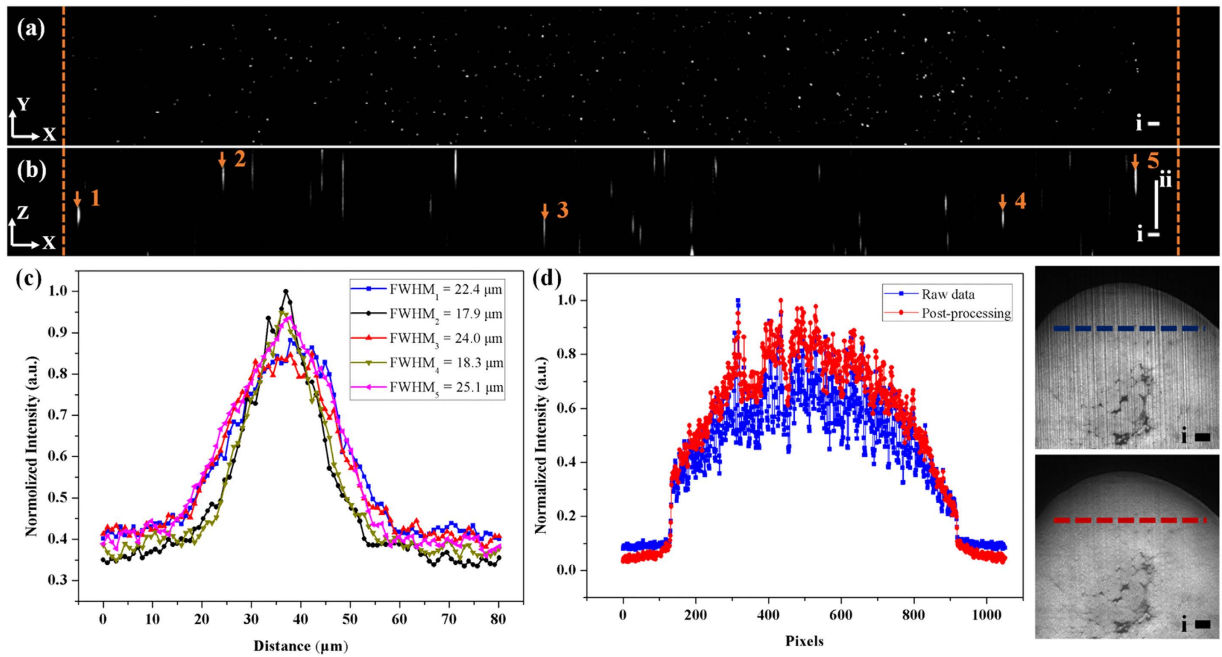 (a)
Y
X
i
(b)
1
2
3
4
5
ii
Z
X
i
(c)
FWHM1 = 22.4 µm
FWHM2 = 17.9 µm
FWHM3 = 24.0 µm
FWHM4 = 18.3 µm
FWHM5 = 25.1 µm
Normolized Intensity (a.u.)
1.0
0.9
0.8
0.7
0.6
0.5
0.4
0.3
0 10 20 30 40 50 60 70 80
Distance (µm)
(d)
Raw data
Post-processing
Normalized Intensity (a.u.)
1.0
0.8
0.6
0.4
0.2
0.0
0 200 400 600 800 1000
Pixels
i
i